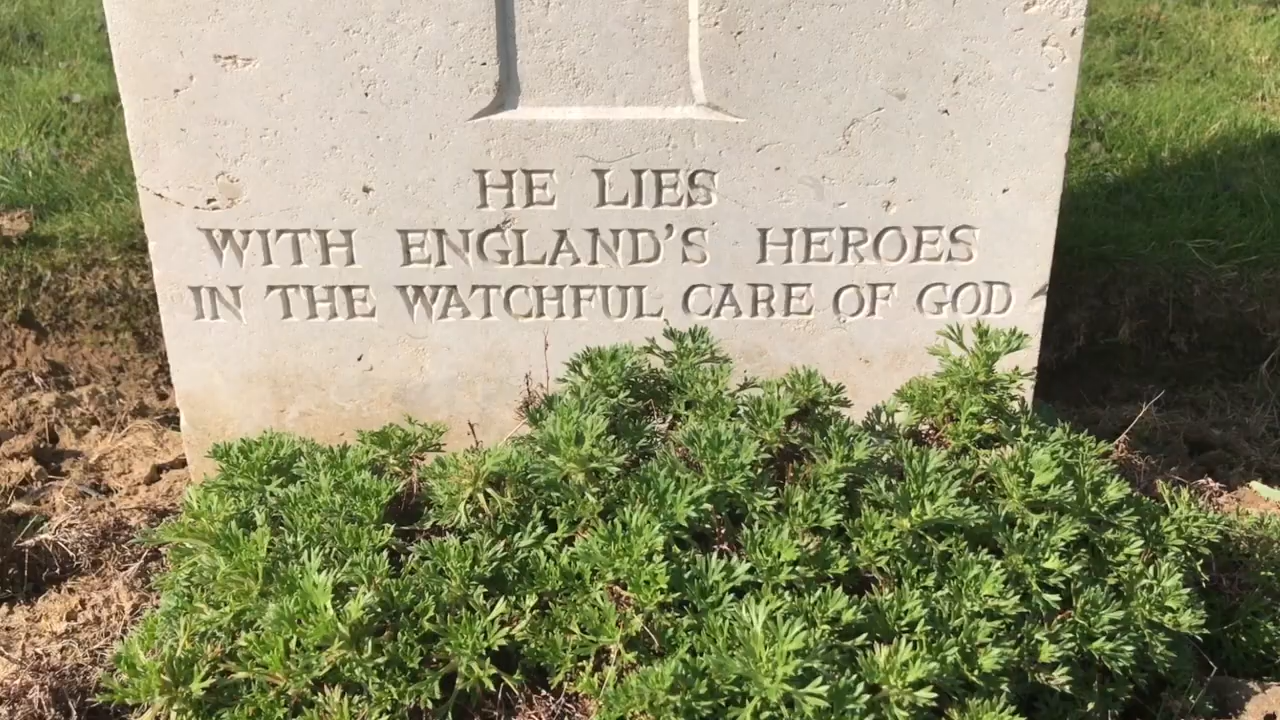 HE LIES
WITH ENGLAND'S HEROES
IN THE WATCHFUL CARE OF GOD